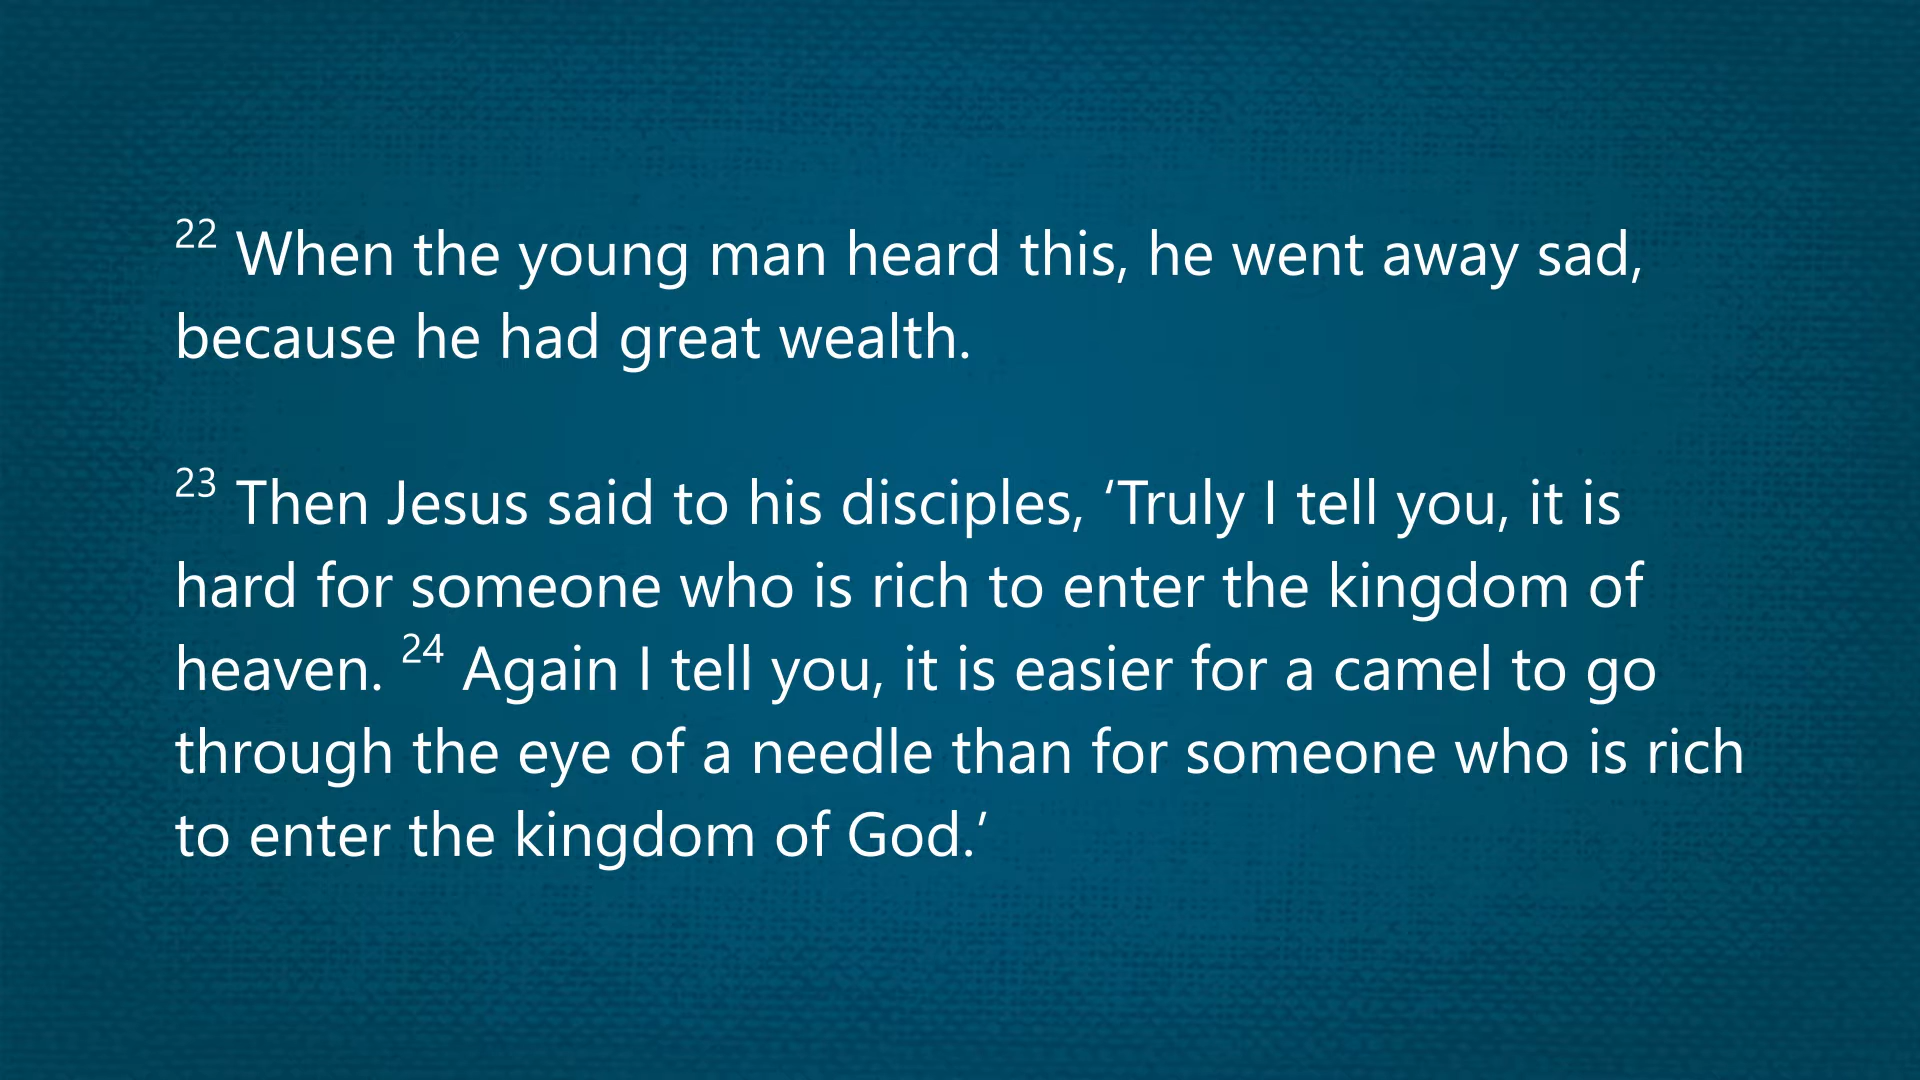 22 When the young man heard this, he went away sad,
because he had great wealth.
23 Then Jesus said to his disciples, ‘Truly I tell you, it is
hard for someone who is rich to enter the kingdom of
heaven. 24 Again I tell you, it is easier for a camel to go
through the eye of a needle than for someone who is rich
to enter the kingdom of God.’